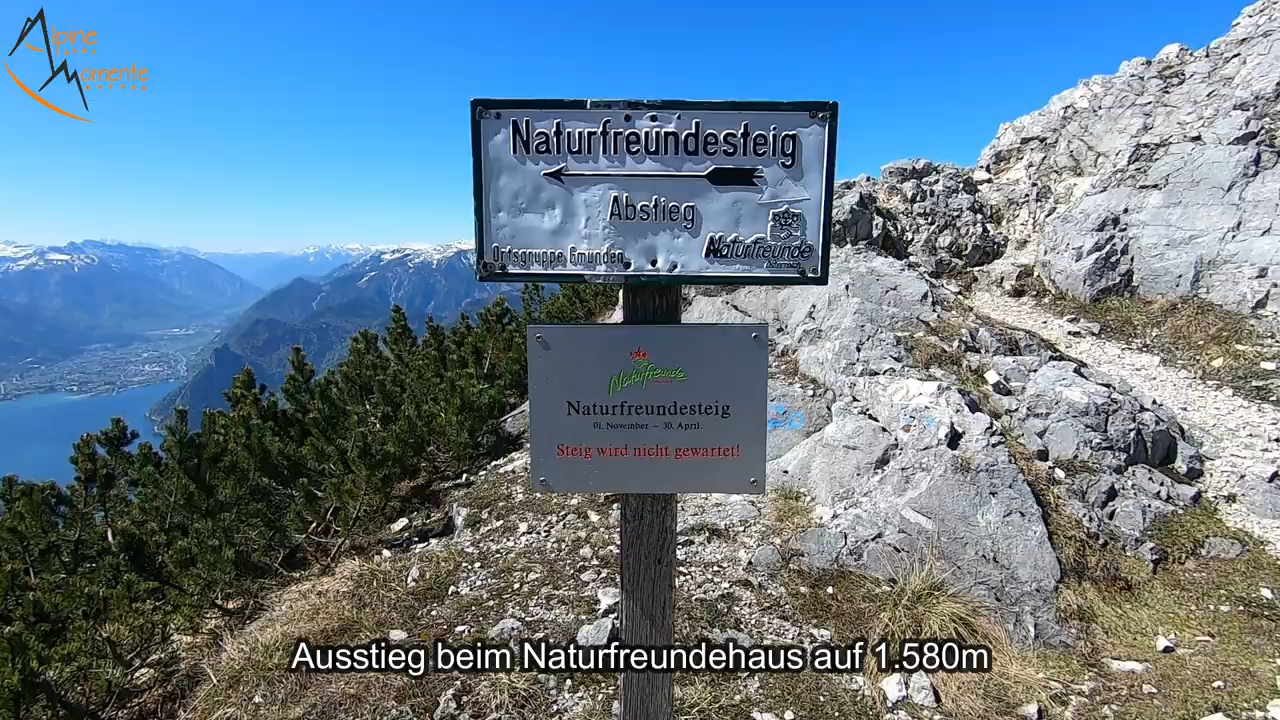 Alpine
Momente
Naturfreundesteig
Abstieg
Ortsgruppe Gmunden
Naturfreunde
Naturfreunde
Naturfreundesteig
01. November – 30. April.
Steig wird nicht gewartet!
Ausstieg beim Naturfreundehaus auf 1.580m